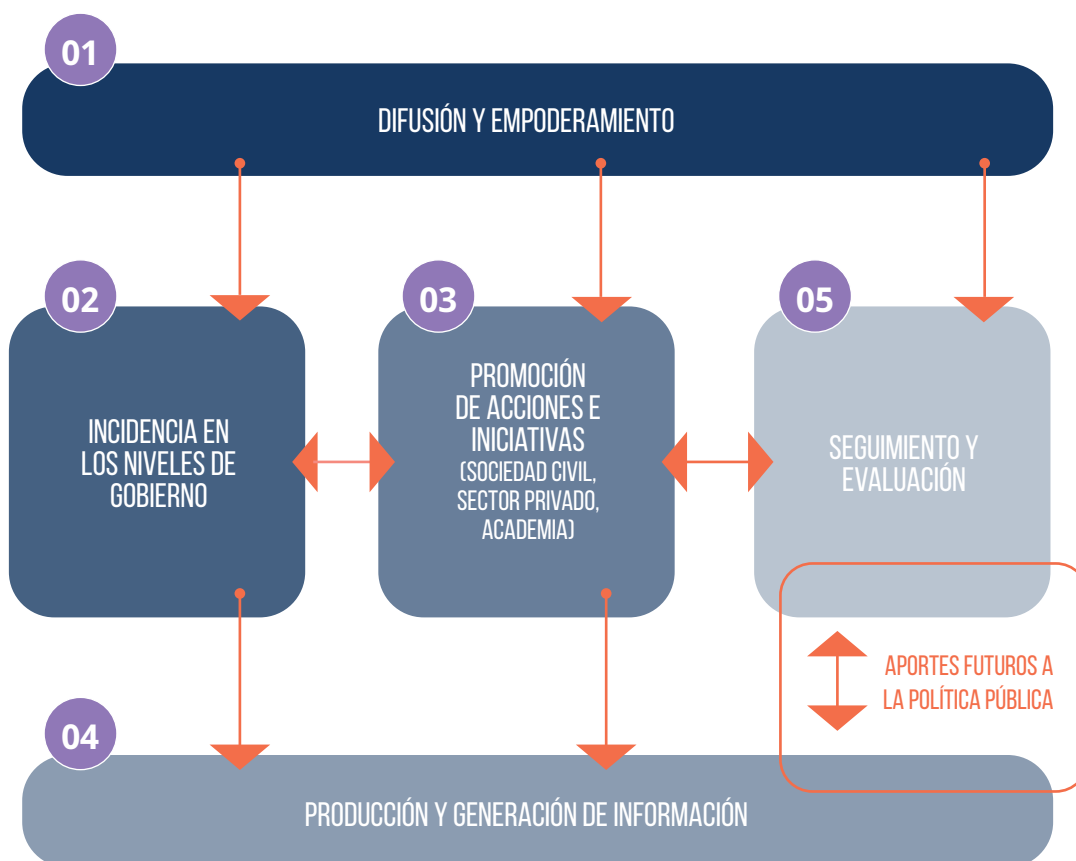 01
DIFUSIÓN Y EMPODERAMIENTO
02
INCIDENCIA EN
LOS NIVELES DE
GOBIERNO
03
PROMOCIÓN
DE ACCIONES E
INICIATIVAS
(SOCIEDAD CIVIL,
SECTOR PRIVADO,
ACADEMIA)
05
SEGUIMIENTO Y
EVALUACIÓN
APORTES FUTUROS A
LA POLÍTICA PÚBLICA
04
PRODUCCIÓN Y GENERACIÓN DE INFORMACIÓN